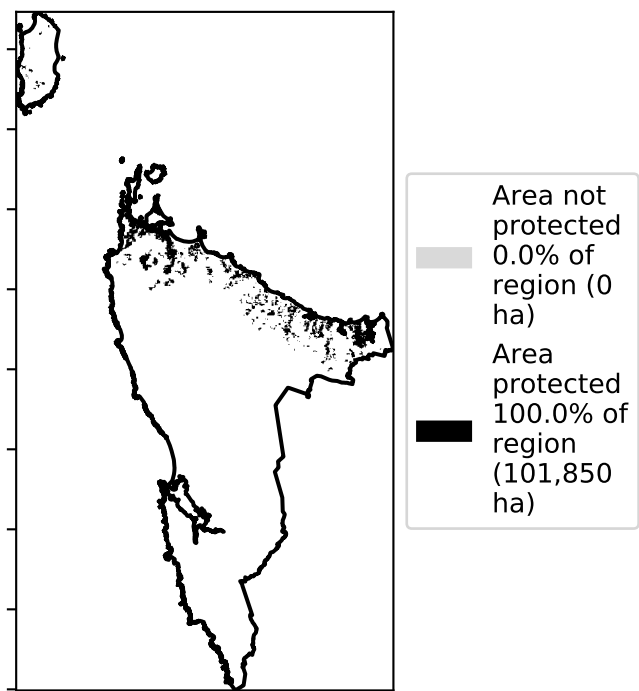 Area not
protected
0.0% of
region (0
ha)
Area
protected
100.0% of
region
(101,850
ha)